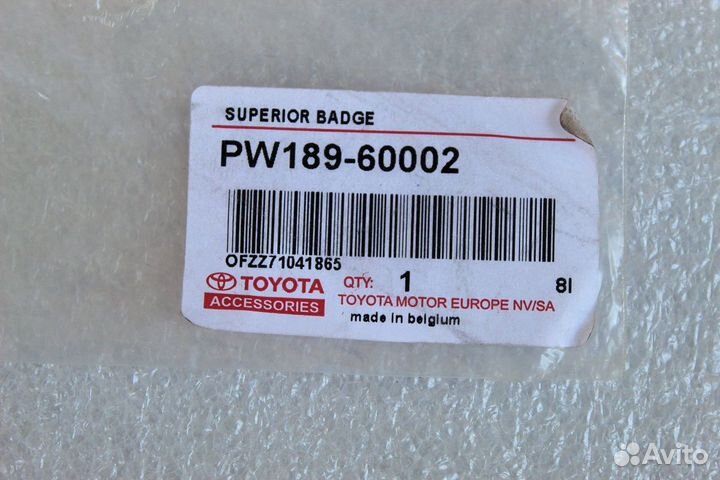 SUPERIOR BADGE
PW189-60002
OFZZ71041865
TOYOTA
ACCESSORIES
QTY: 1 8I
TOYOTA MOTOR EUROPE NV/SA
made in belgium
Avito